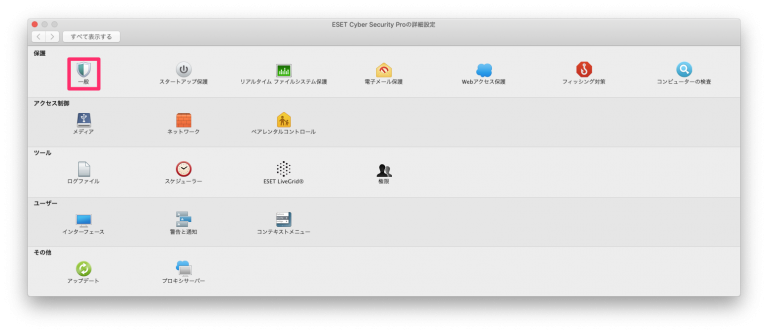 ESET Cyber Security Proの詳細設定
すべて表示する
保護
一般
スタートアップ保護
リアルタイム ファイルシステム保護
電子メール保護
Webアクセス保護
フィッシング対策
コンピューターの検査
アクセス制御
メディア
ネットワーク
ペアレンタルコントロール
ツール
ログファイル
スケジューラー
ESET LiveGrid®
権限
ユーザー
インターフェース
警告と通知
コンテキストメニュー
その他
アップデート
プロキシサーバー